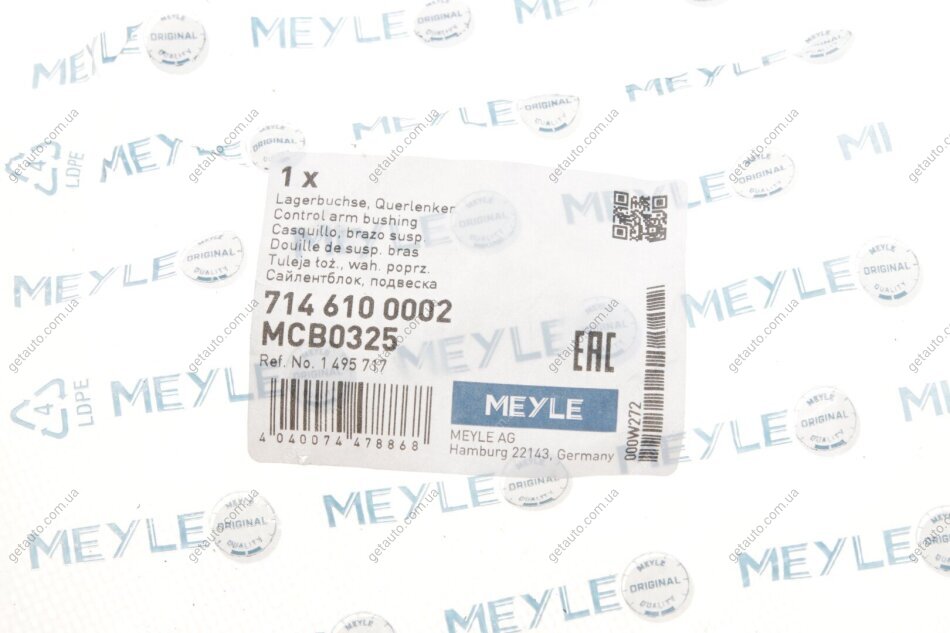 1 x
Lagerbuchse, Querlenker
Control arm bushing
Casquillo, brazo susp.
Douille de susp. bras
Tuleja łoż., wah. poprz.
Сайлентблок, подвеска
714 610 0002
MCB0325
Ref. No. 1 495 737
4 040074 478868
EAC
MEYLE
MEYLE AG
Hamburg 22143, Germany
000W272
MEYLE
ORIGINAL
QUALITY
4
LDPE
4
LDPE
getauto.com.ua